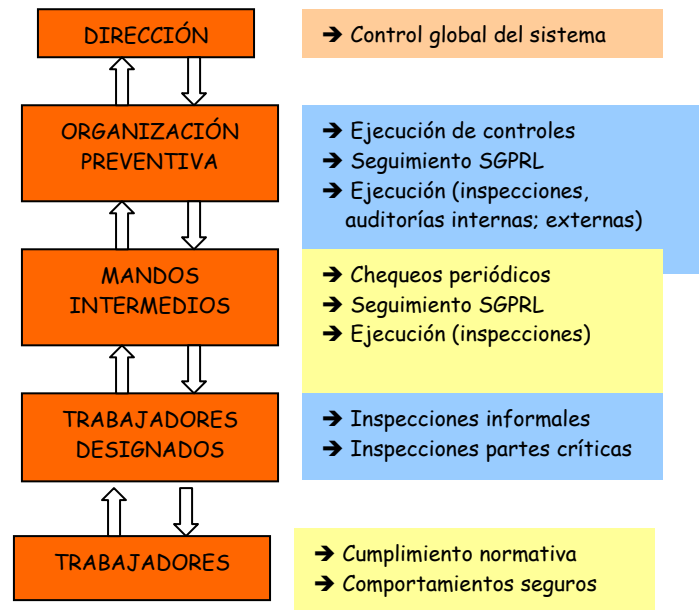 DIRECCIÓN
➔ Control global del sistema
ORGANIZACIÓN
PREVENTIVA
➔ Ejecución de controles
➔ Seguimiento SGPRL
➔ Ejecución (inspecciones,
auditorías internas; externas)
MANDOS
INTERMEDIOS
➔ Chequeos periódicos
➔ Seguimiento SGPRL
➔ Ejecución (inspecciones)
TRABAJADORES
DESIGNADOS
➔ Inspecciones informales
➔ Inspecciones partes críticas
TRABAJADORES
➔ Cumplimiento normativa
➔ Comportamientos seguros